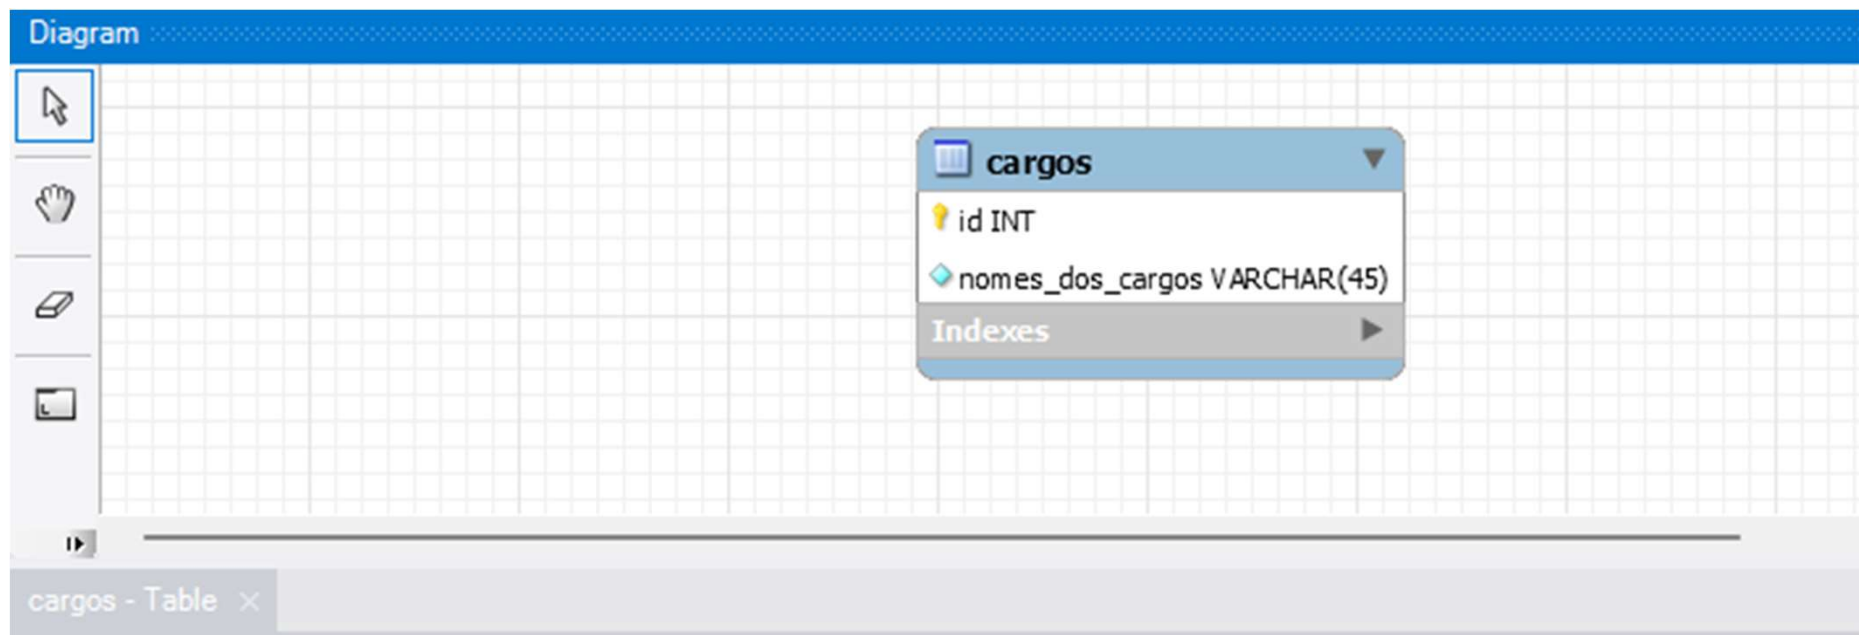 Diagram
cargos
id INT
nomes_dos_cargos VARCHAR(45)
Indexes
cargos - Table